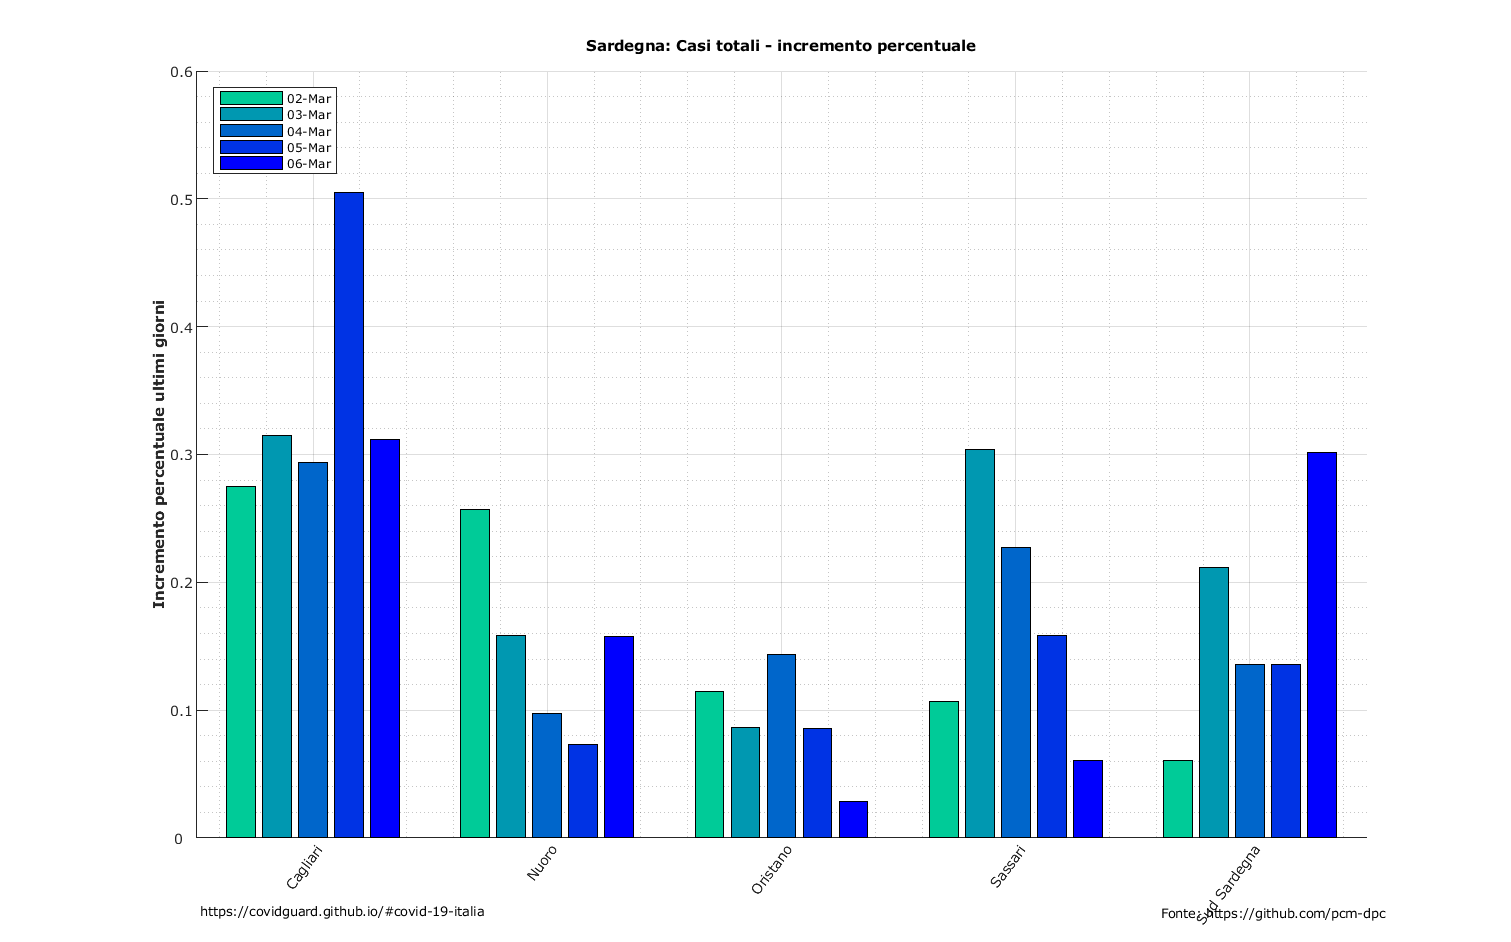 Sardegna: Casi totali - incremento percentuale
0.6
0.5
0.4
0.3
0.2
0.1
0
Incremento percentuale ultimi giorni
02-Mar
03-Mar
04-Mar
05-Mar
06-Mar
Cagliari
Nuoro
Oristano
Sassari
Sud Sardegna
https://covidguard.github.io/#covid-19-italia
Fonte: https://github.com/pcm-dpc